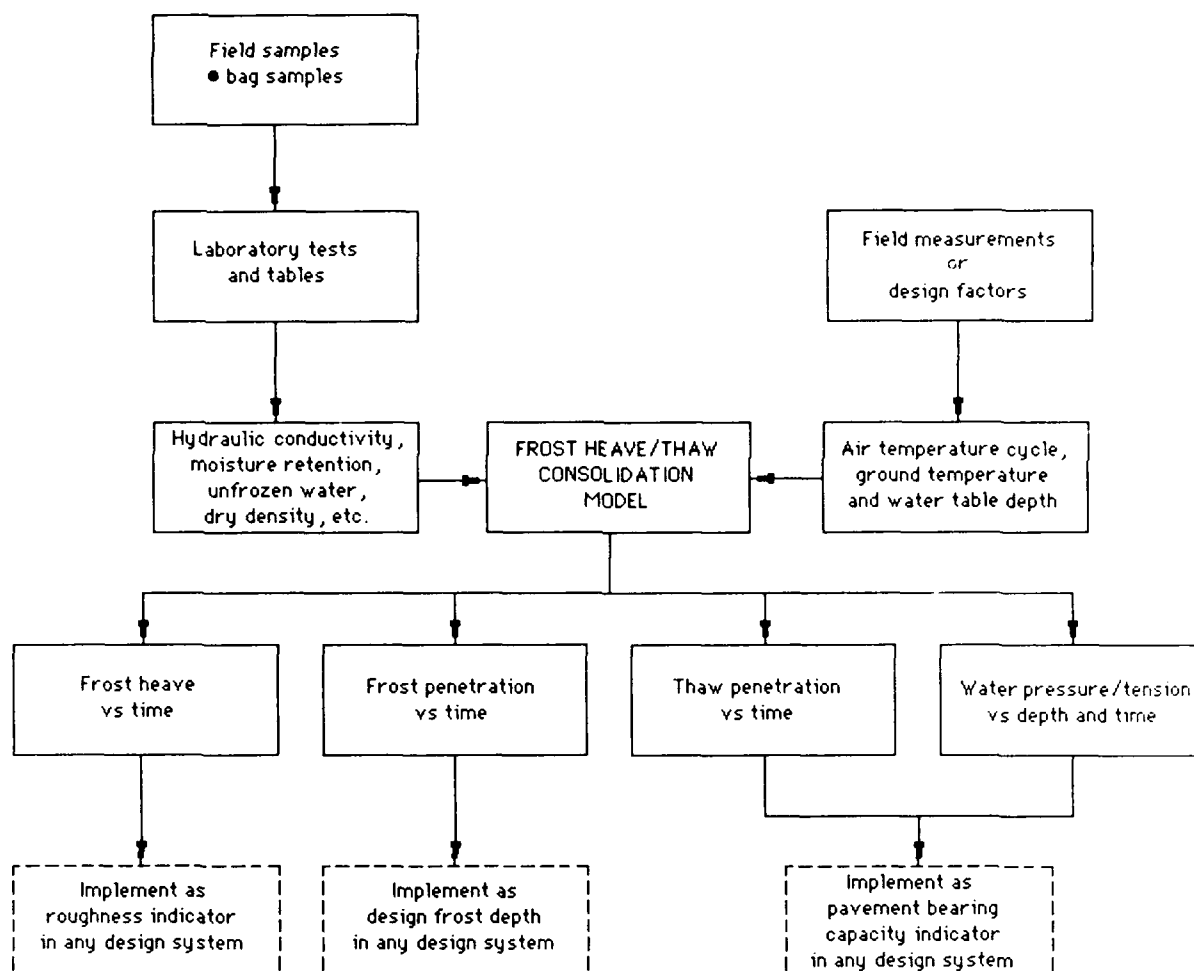 Field samples
● bag samples
Laboratory tests
and tables
Field measurements
or
design factors
Hydraulic conductivity,
moisture retention,
unfrozen water,
dry density, etc.
FROST HEAVE/THAW
CONSOLIDATION
MODEL
Air temperature cycle,
ground temperature
and water table depth
Frost heave
vs time
Frost penetration
vs time
Thaw penetration
vs time
Water pressure/tension
vs depth and time
Implement as
roughness indicator
in any design system
Implement as
design frost depth
in any design system
Implement as
pavement bearing
capacity indicator
in any design system